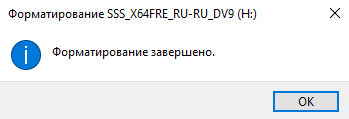 Форматирование SSS_X64FRE_RU-RU_DV9 (H:)
Форматирование завершено.
OK